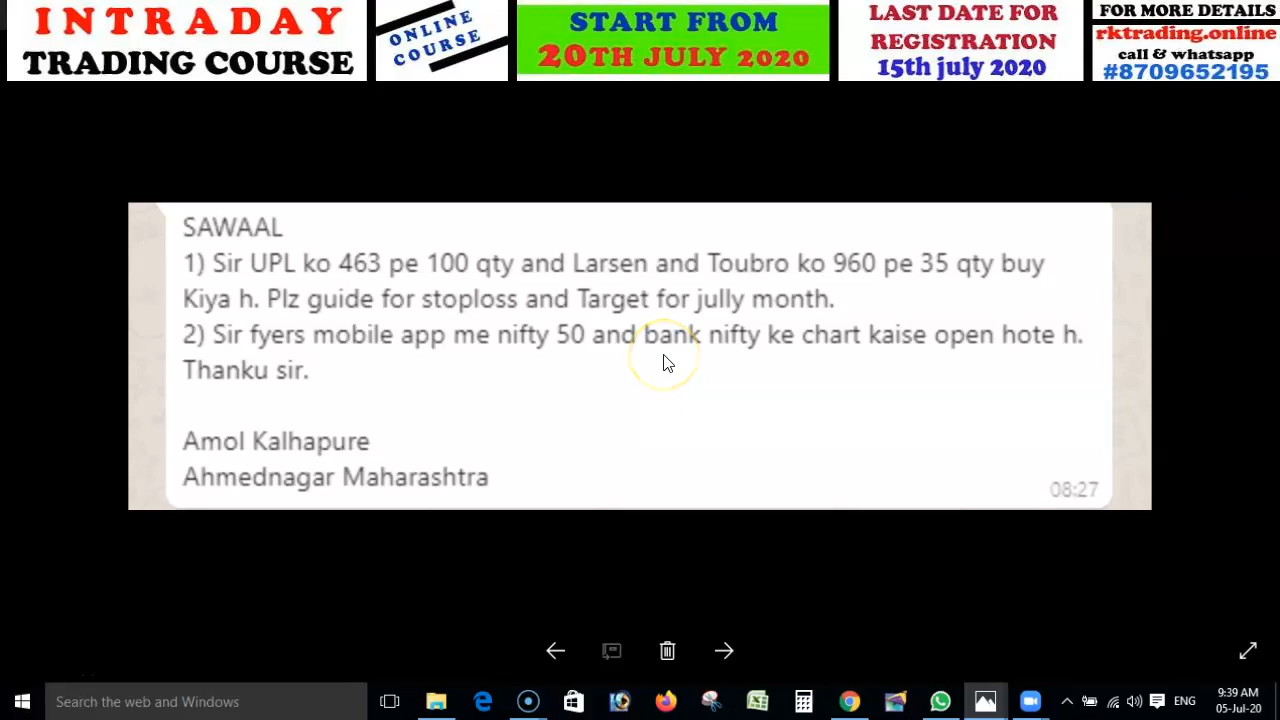 INTRADAY
TRADING COURSE
ONLINE
COURSE
START FROM
20TH JULY 2020
LAST DATE FOR
REGISTRATION
15th july 2020
FOR MORE DETAILS
rktrading.online
call & whatsapp
#8709652195
SAWAAL
1) Sir UPL ko 463 pe 100 qty and Larsen and Toubro ko 960 pe 35 qty buy
Kiya h. Plz guide for stoploss and Target for jully month.
2) Sir fyers mobile app me nifty 50 and bank nifty ke chart kaise open hote h.
Thanku sir.
Amol Kalhapure
Ahmednagar Maharashtra
08:27
Search the web and Windows
ENG
9:39 AM
05-Jul-20